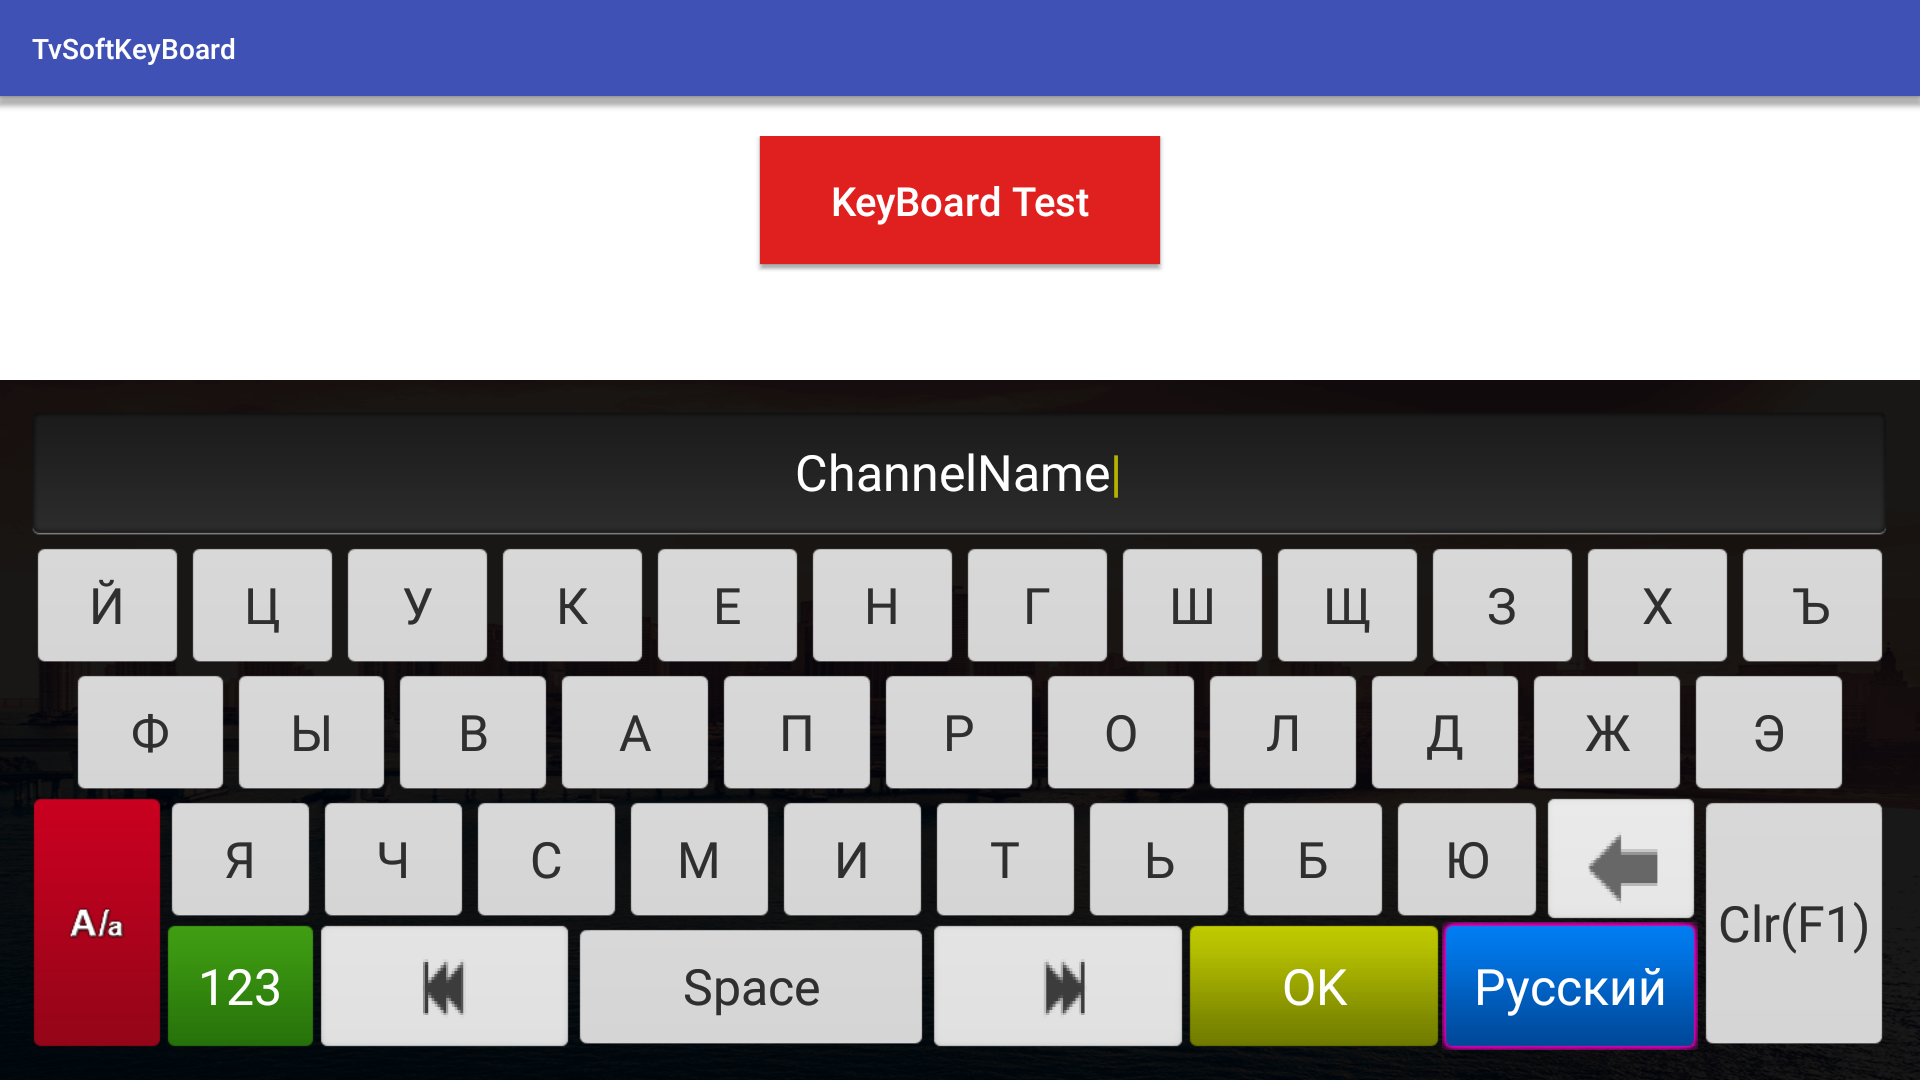 TvSoftKeyBoard
KeyBoard Test
ChannelName
Й Ц У К Е Н Г Ш Щ З Х Ъ
Ф Ы В А П Р О Л Д Ж Э
A/a Я Ч С М И Т Ь Б Ю Clr(F1)
123 Space OK Русский